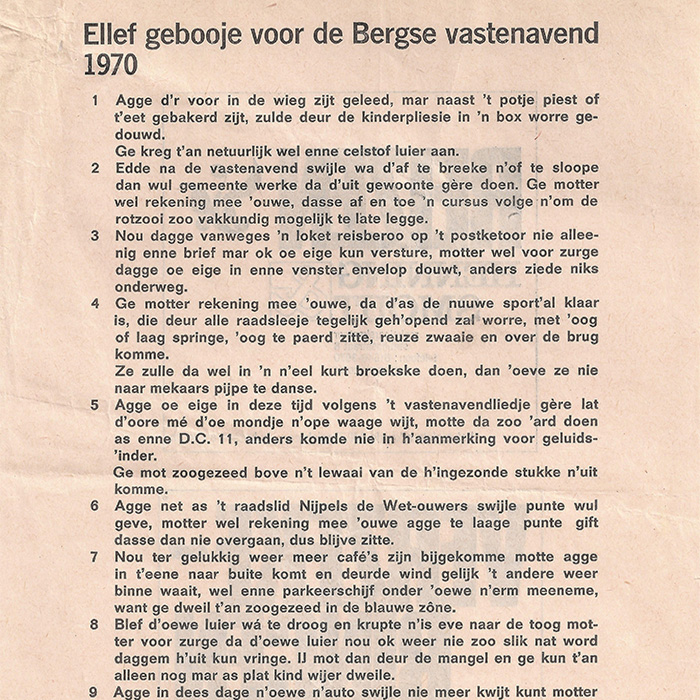 Ellef gebooje voor de Bergse vastenavend
1970
1 Agge d'r voor in de wieg zijt geleed, mar naast 't potje piest of
t'eet gebakerd zijt, zulde deur de kinderpliesie in 'n box worre ge-
douwd.
Ge kreg t'an netuurlijk wel enne celstof luier aan.
2 Edde na de vastenavend swijle wa d'af te breeke n'of te sloope
dan wul gemeente werke da d'uit gewoonte gère doen. Ge motter
wel rekening mee 'ouwe, dasse af en toe 'n cursus volge n'om de
rotzooi zoo vakkundig mogelijk te late legge.
3 Nou dagge vanweges 'n loket reisberoo op 't postketoor nie allee-
nig enne brief mar ok oe eige kun versture, motter wel voor zurge
dagge oe eige in enne venster envelop douwt, anders ziede niks
onderweg.
4 Ge motter rekening mee 'ouwe, da d'as de nuuwe sport'al klaar
is, die deur alle raadsleeje tegelijk geh'opend zal worre, met 'oog
of laag springe, 'oog te paerd zitte, reuze zwaaie en over de brug
komme.
Ze zulle da wel in 'n n'eel kurt broekske doen, dan 'oeve ze nie
naar mekaars pijpe te danse.
5 Agge oe eige in deze tijd volgens 't vastenavendliedje gère lat
d'oore mé d'oe mondje n'ope waage wijt, motte da zoo 'ard doen
as enne D.C. 11, anders komde nie in h'aanmerking voor geluids-
'inder.
Ge mot zoogezeed bove n't lewaai van de h'ingezonde stukke n'uit
komme.
6 Agge net as 't raadslid Nijpels de Wet-ouwers swijle punte wul
geve, motter wel rekening mee 'ouwe agge te laage punte gift
dasse dan nie overgaan, dus blijve zitte.
7 Nou ter gelukkig weer meer café's zijn bijgekomme motte agge
in t'eene naar buite komt en deurde wind gelijk 't andere weer
binne waait, wel enne parkeerschijf onder 'oewe n'erm meeneme,
want ge dweil t'an zoogezeed in de blauwe zône.
8 Blef d'oewe luier wá te droog en krupte n'is eve naar de toog mot-
ter voor zurge da d'oewe luier nou ok weer nie zoo slik nat word
daggem h'uit kun vringe. IJ mot dan deur de mangel en ge kun t'an
alleen nog mar as plat kind wijer dweile.
9 Agge in dees dage n'oewe n'auto swijle nie meer kwijt kunt motter